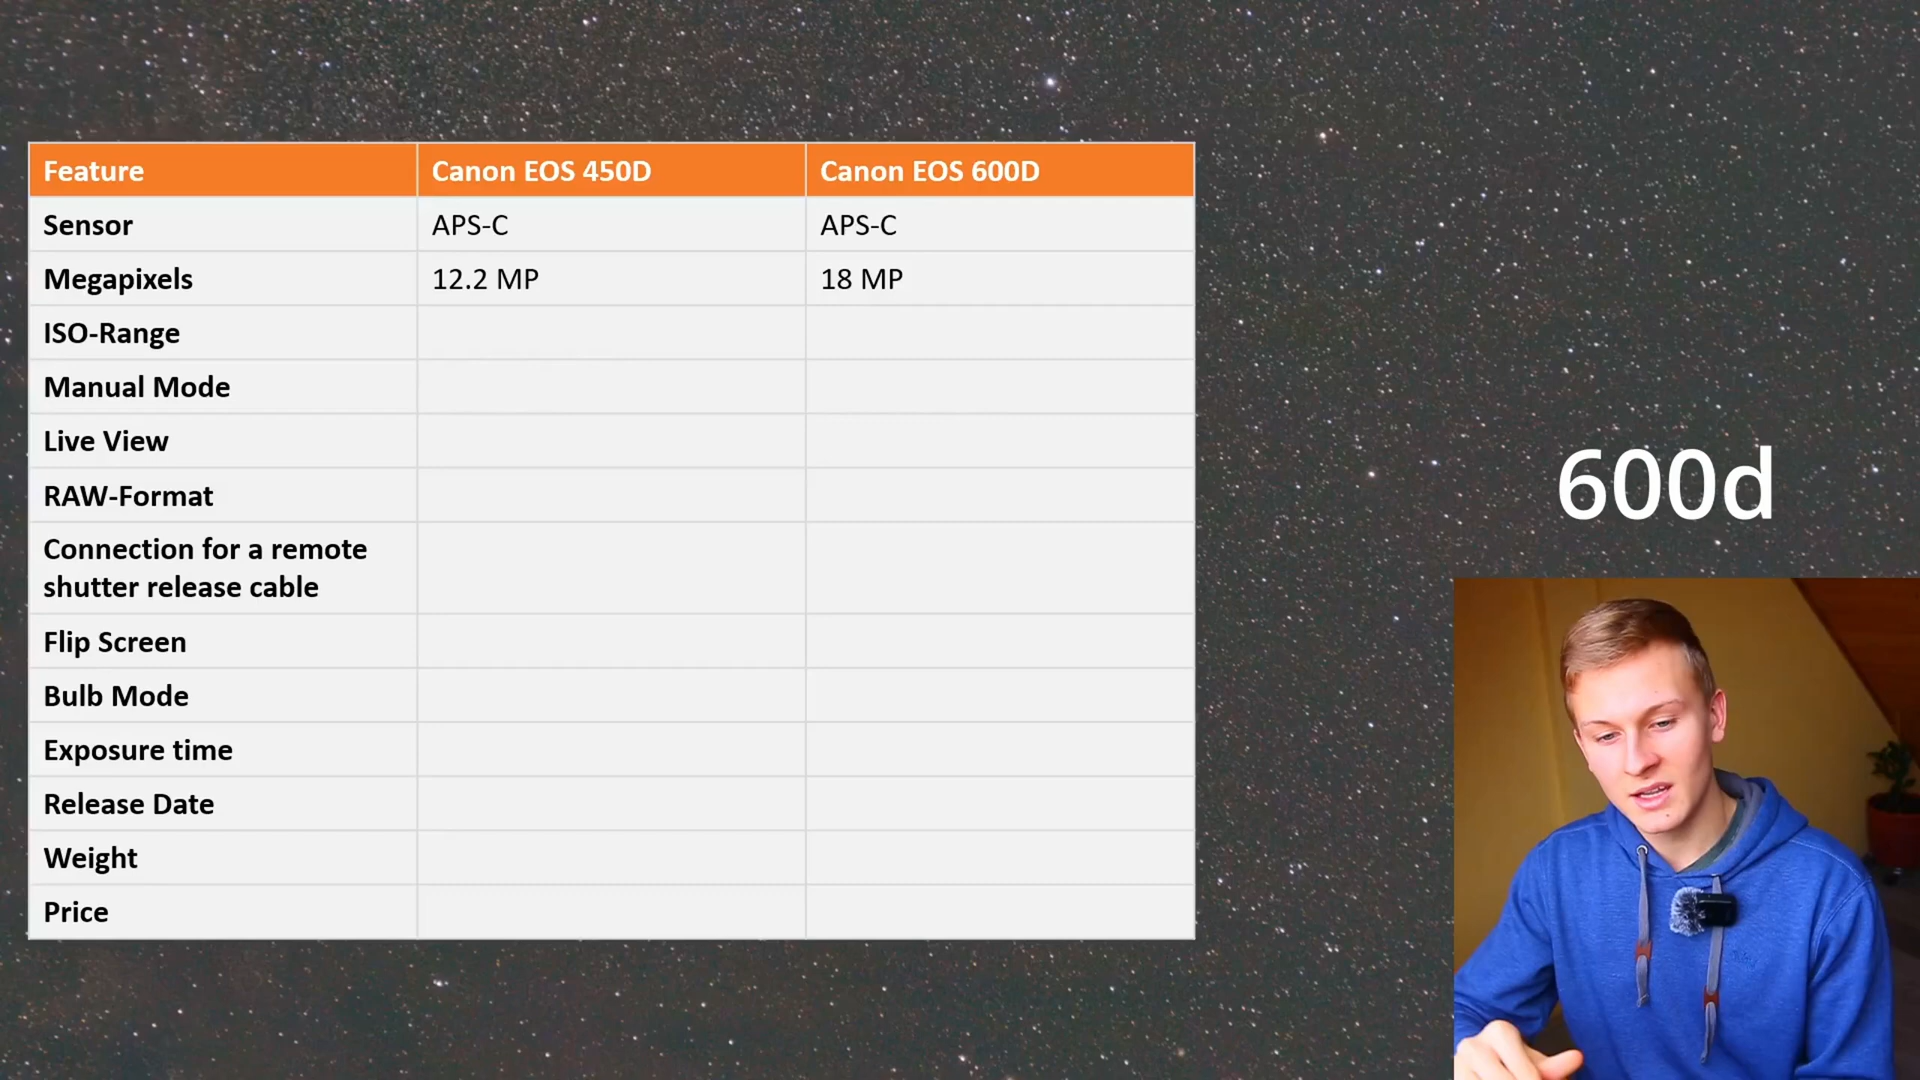 Feature Canon EOS 450D Canon EOS 600D
Sensor APS-C APS-C
Megapixels 12.2 MP 18 MP
ISO-Range
Manual Mode
Live View
RAW-Format
Connection for a remote
shutter release cable
Flip Screen
Bulb Mode
Exposure time
Release Date
Weight
Price
600d